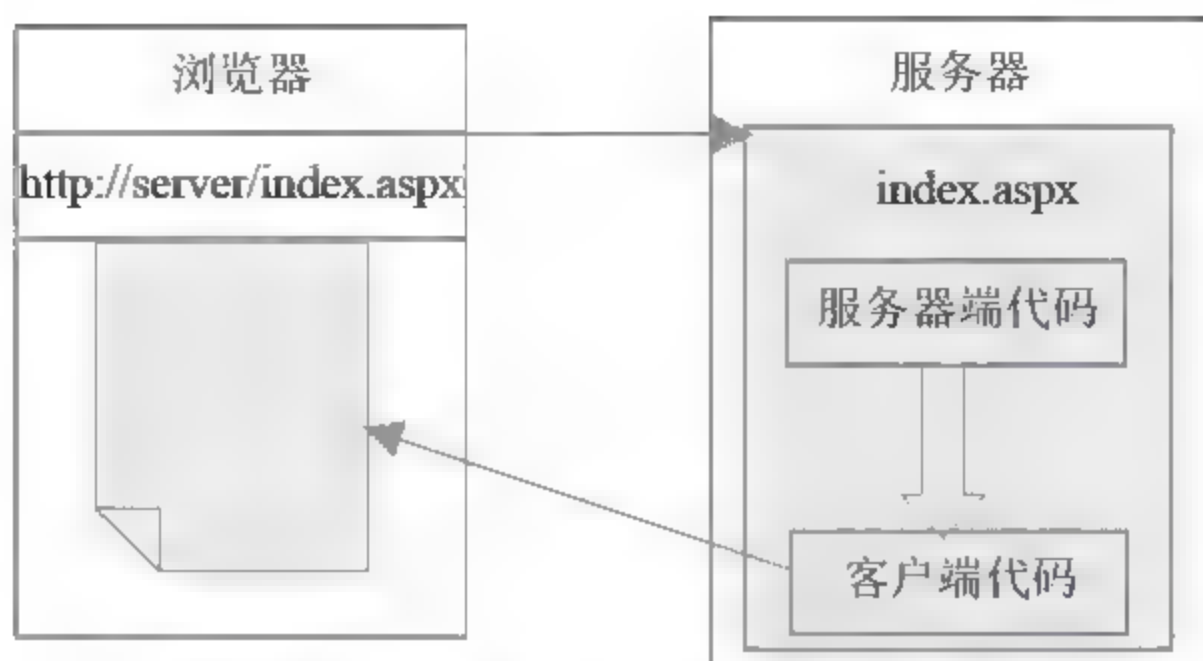 浏览器
http://server/index.aspx
服务器
index.aspx
服务器端代码
客户端代码